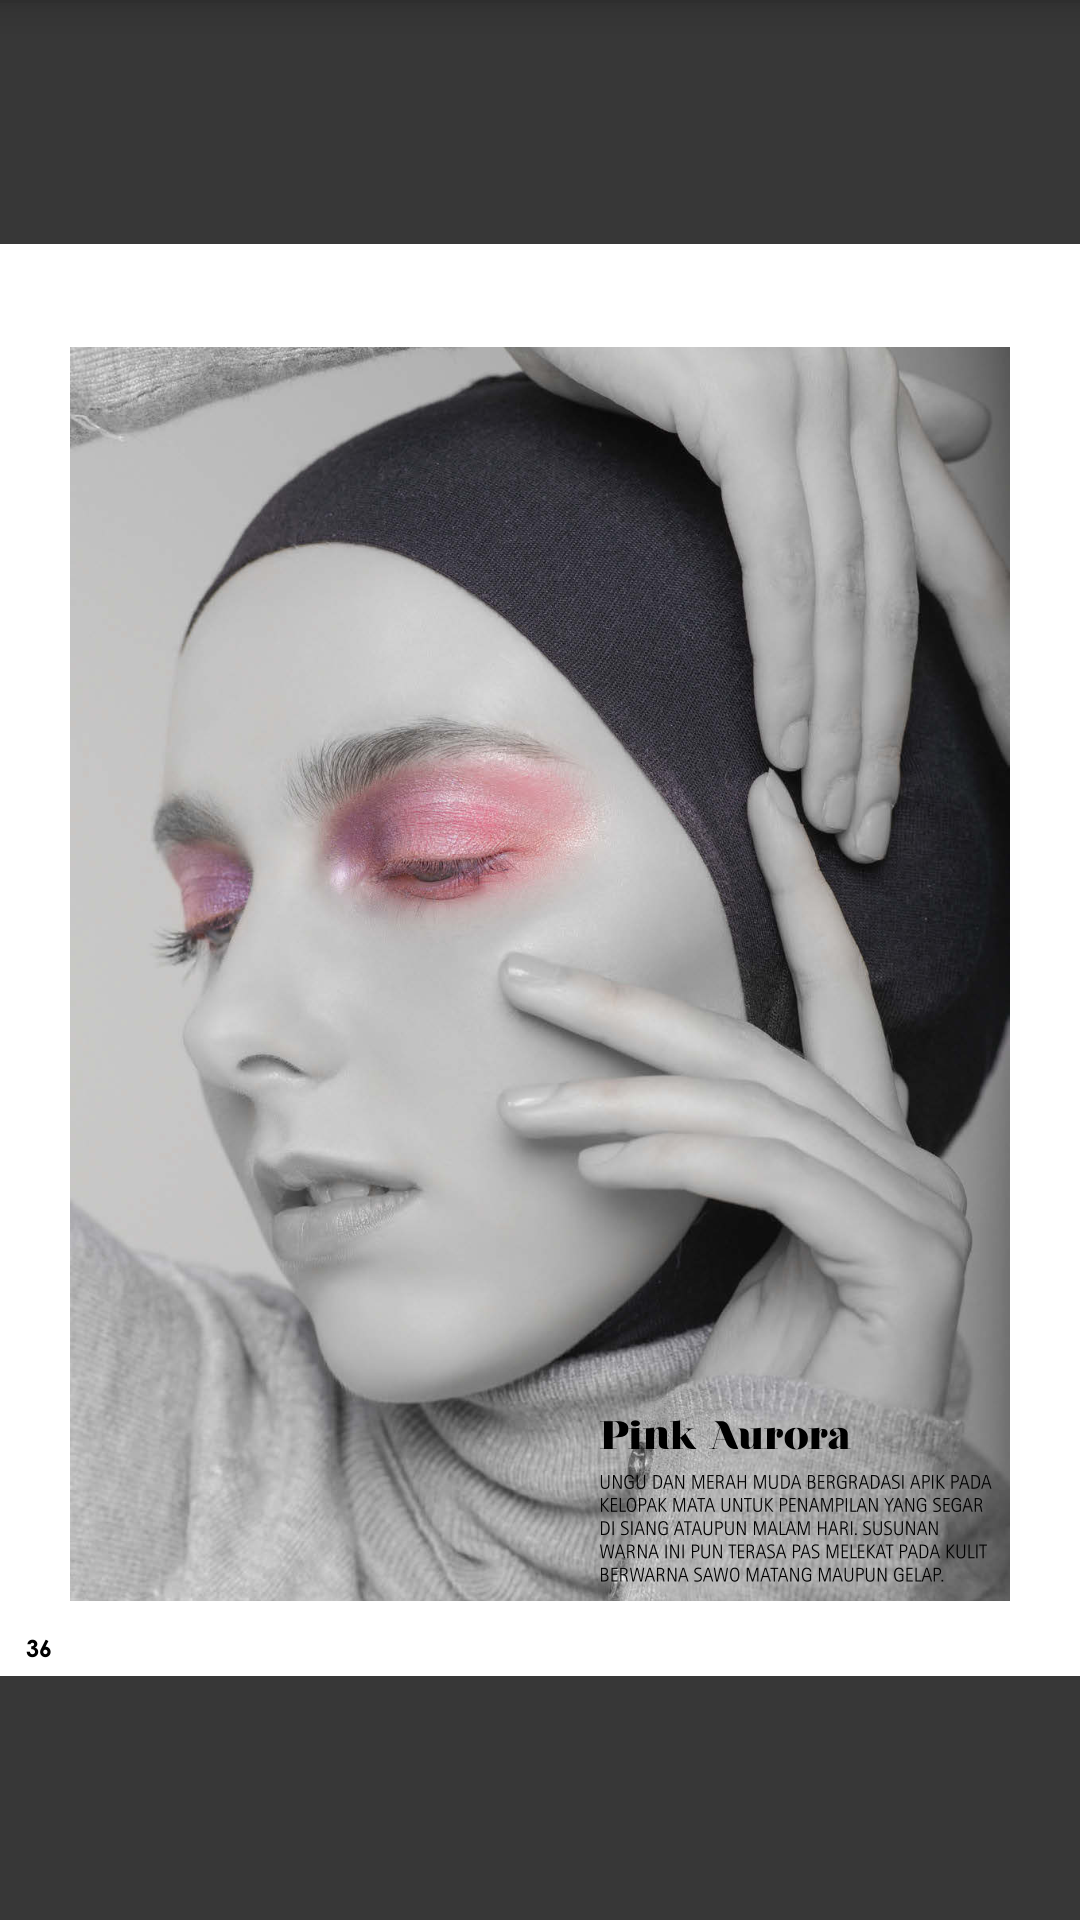 Pink Aurora
UNGU DAN MERAH MUDA BERGRADASI APIK PADA
KELOPAK MATA UNTUK PENAMPILAN YANG SEGAR
DI SIANG ATAUPUN MALAM HARI. SUSUNAN
WARNA INI PUN TERASA PAS MELEKAT PADA KULIT
BERWARNA SAWO MATANG MAUPUN GELAP.
36